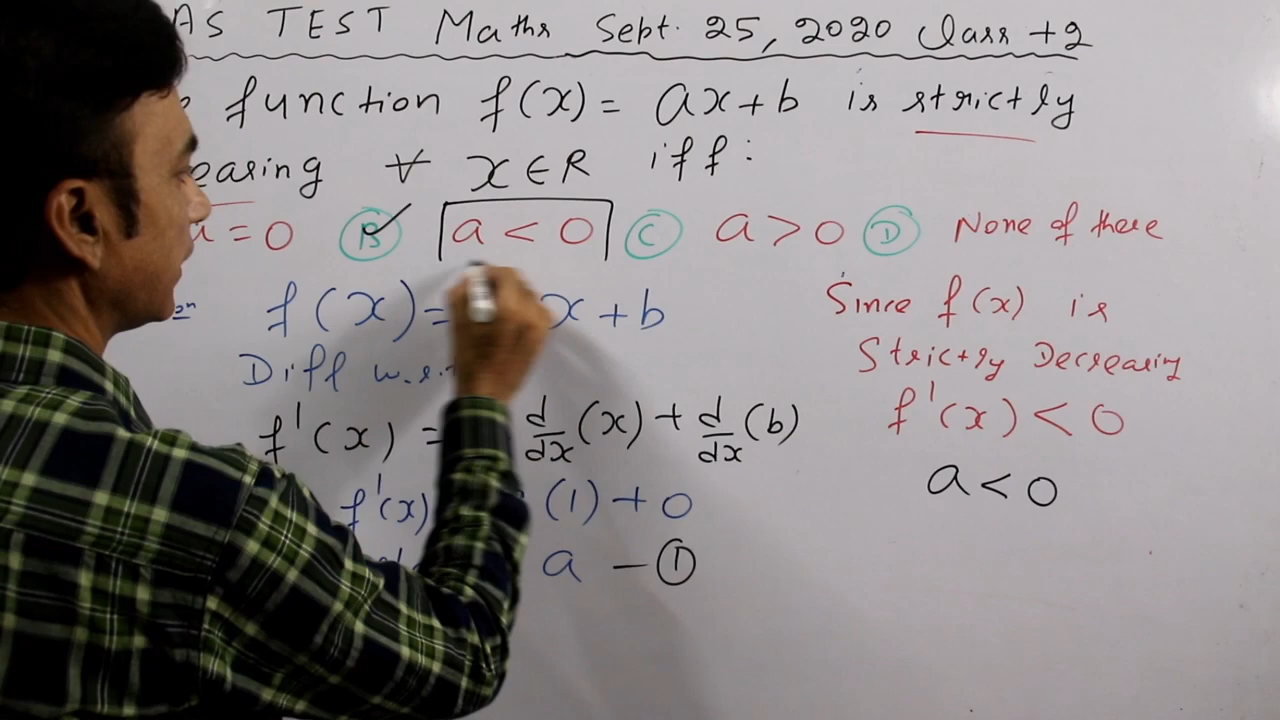 AS TEST Maths Sept. 25, 2020 Class +2
function f(x) = ax+b is strictly
easing ∀ x∈R iff:
a = 0 (B) ✓ a < 0 (C) a > 0 (D) None of these
f(x) = x + b
Diff w.r.
f'(x) = d/dx (x) + d/dx (b)
f'(x) (1) + 0
a - ①
Since f(x) is
Strictly Decreasing
f'(x) < 0
a < 0